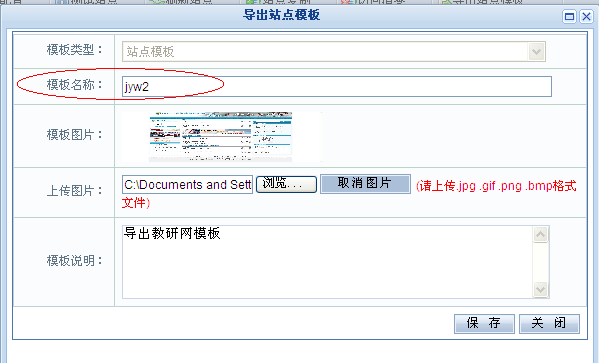 导出站点模板
模板类型： 站点模板
模板名称： jyw2
模板图片：
上传图片： C:\Documents and Sett 浏览... 取消图片 (请上传.jpg .gif .png .bmp格式
文件)
模板说明： 导出教研网模板
保 存 关 闭